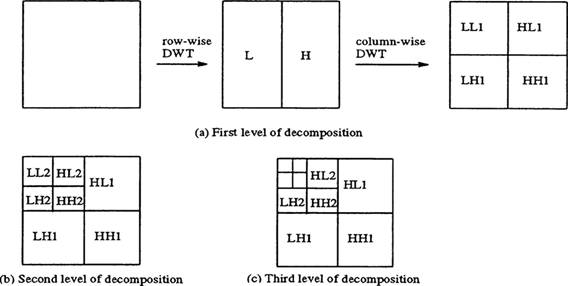 row-wise
DWT
L H
column-wise
DWT
LL1 HL1
LH1 HH1
(a) First level of decomposition
LL2 HL2
HL1
LH2 HH2
LH1 HH1
(b) Second level of decomposition
HL2
HL1
LH2 HH2
LH1 HH1
(c) Third level of decomposition